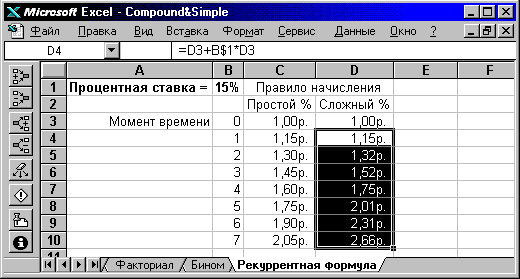 Microsoft Excel - Compound&Simple
Файл Правка Вид Вставка Формат Сервис Данные Окно ?
D4 =D3+B$1*D3
A B C D E F
1 Процентная ставка = 15% Правило начисления
2 Простой % Сложный %
3 Момент времени 0 1,00р. 1,00р.
4 1 1,15р. 1,15р.
5 2 1,30р. 1,32р.
6 3 1,45р. 1,52р.
7 4 1,60р. 1,75р.
8 5 1,75р. 2,01р.
9 6 1,90р. 2,31р.
10 7 2,05р. 2,66р.
Факториал Бином Рекуррентная формула